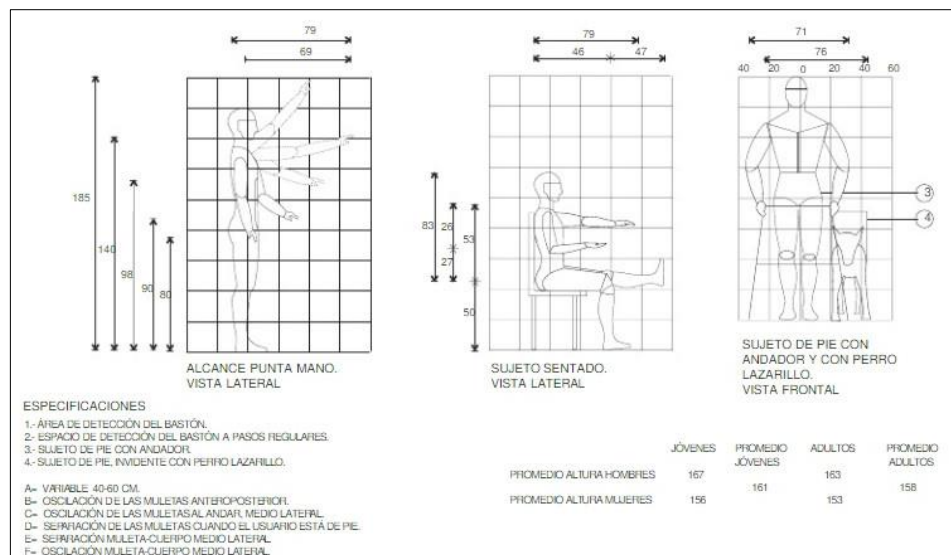 79
69
185
140
98
90
80
ALCANCE PUNTA MANO.
VISTA LATERAL
79
46 47
83
26
53
27
50
SUJETO SENTADO.
VISTA LATERAL
71
76
40 20 0 20 40 60
3
4
SUJETO DE PIE CON
ANDADOR Y CON PERRO
LAZARILLO.
VISTA FRONTAL
ESPECIFICACIONES
1.- ÁREA DE DETECCIÓN DEL BASTÓN.
2.- ESPACIO DE DETECCIÓN DEL BASTÓN A PASOS REGULARES.
3.- SUJETO DE PIE CON ANDADOR.
4.- SUJETO DE PIE, INVIDENTE CON PERRO LAZARILLO.
A= VARIABLE 40-60 CM.
B= OSCILACIÓN DE LAS MULETAS ANTEROPOSTERIOR.
C= OSCILACIÓN DE LAS MULETAS AL ANDAR, MEDIO LATERAL.
D= SEPARACIÓN DE LAS MULETAS CUANDO EL USUARIO ESTÁ DE PIE.
E= SEPARACIÓN MULETA-CUERPO MEDIO LATERAL.
F= OSCILACIÓN MULETA-CUERPO MEDIO LATERAL.
JÓVENES PROMEDIO JÓVENES ADULTOS PROMEDIO ADULTOS
PROMEDIO ALTURA HOMBRES 167 163
161 158
PROMEDIO ALTURA MUJERES 156 153